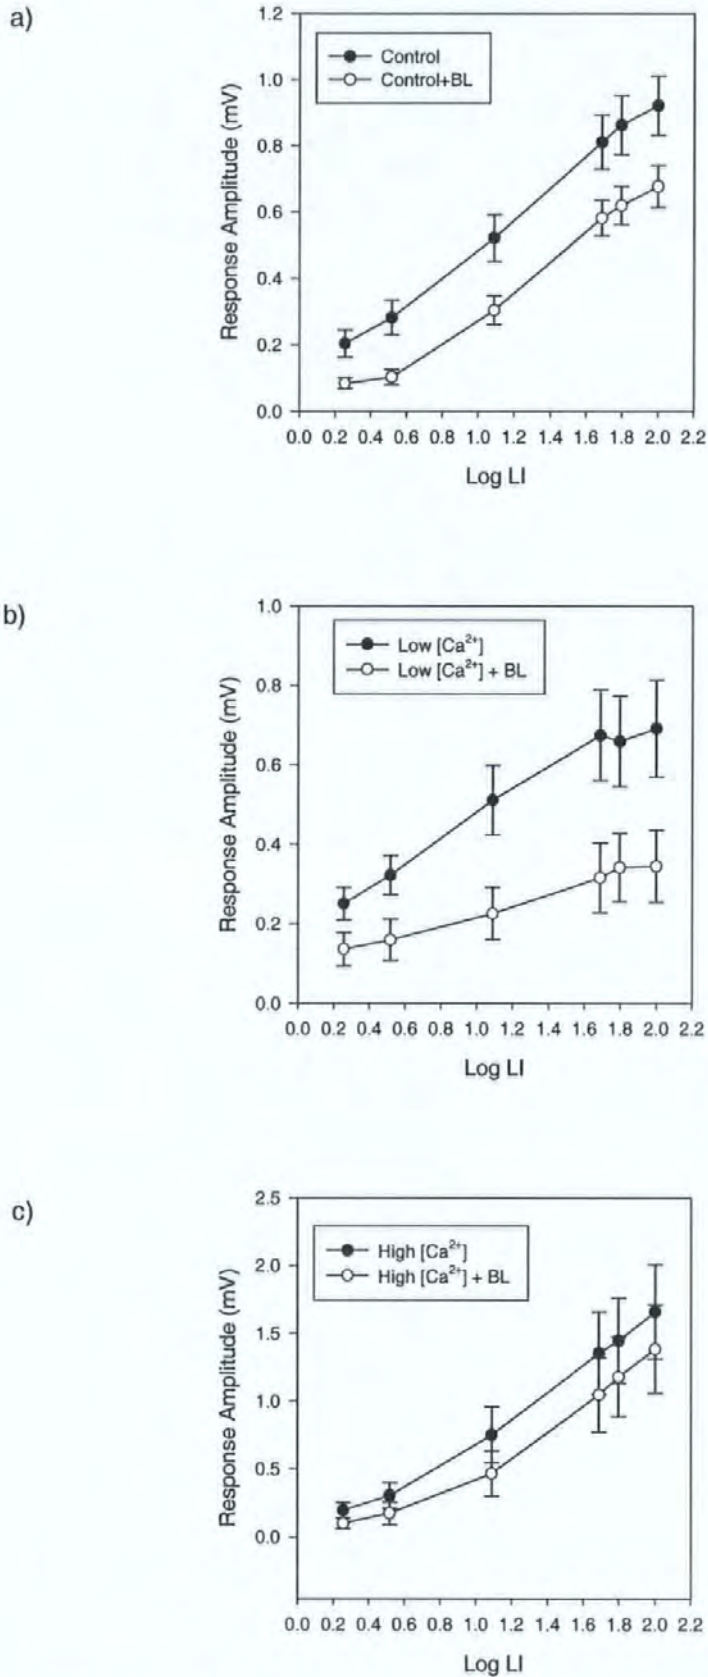 a)
1.2
1.0
0.8
0.6
0.4
0.2
0.0
Response Amplitude (mV)
Control
Control+BL
0.0 0.2 0.4 0.6 0.8 1.0 1.2 1.4 1.6 1.8 2.0 2.2
Log LI
b)
1.0
0.8
0.6
0.4
0.2
0.0
Response Amplitude (mV)
Low [Ca²⁺]
Low [Ca²⁺] + BL
0.0 0.2 0.4 0.6 0.8 1.0 1.2 1.4 1.6 1.8 2.0 2.2
Log LI
c)
2.5
2.0
1.5
1.0
0.5
0.0
Response Amplitude (mV)
High [Ca²⁺]
High [Ca²⁺] + BL
0.0 0.2 0.4 0.6 0.8 1.0 1.2 1.4 1.6 1.8 2.0 2.2
Log LI